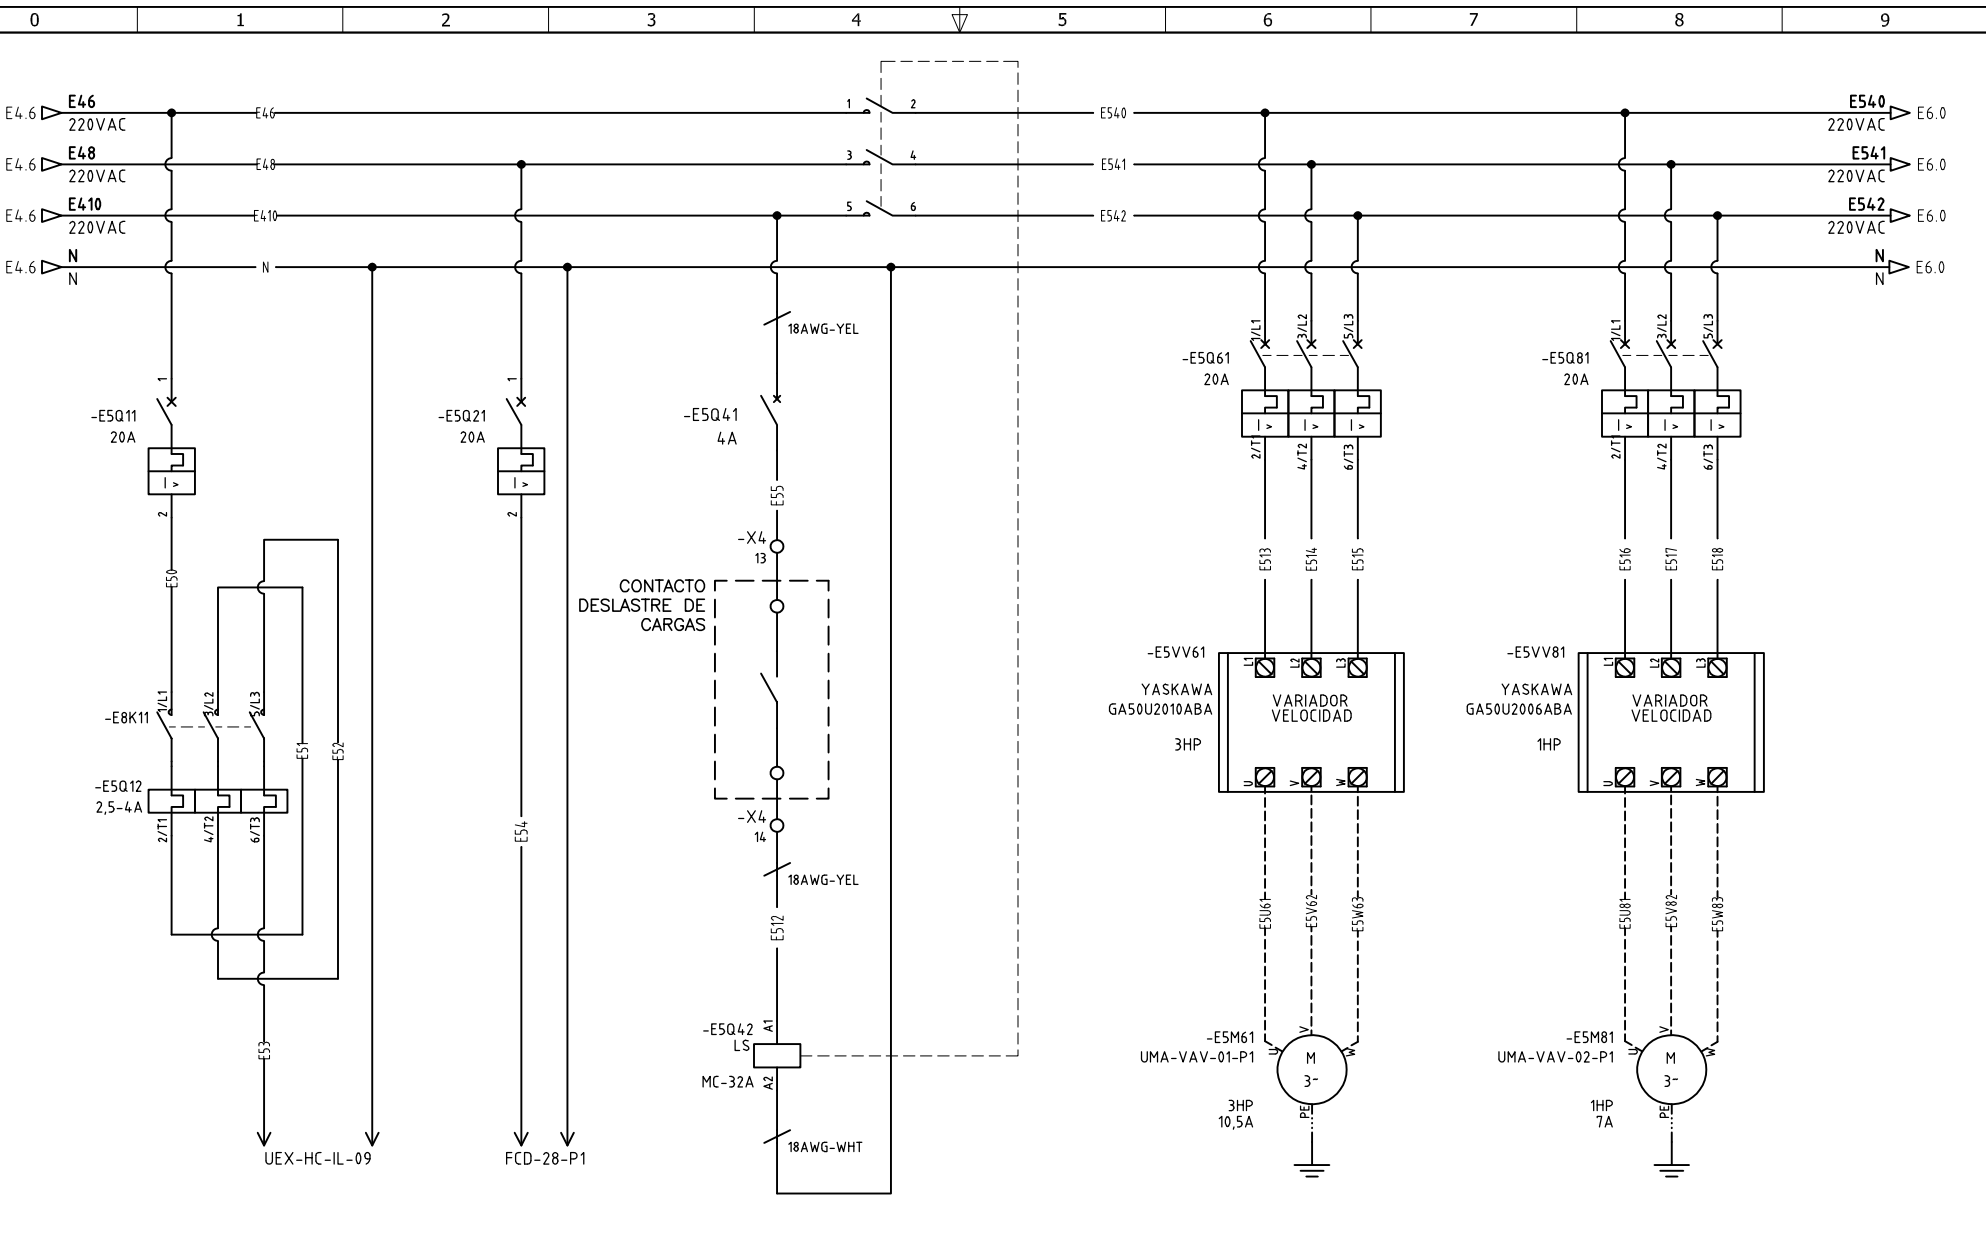 0 1 2 3 4 5 6 7 8 9
E4.6 E46 E46 1 2 E540 E540 E6.0
220VAC 220VAC
E4.6 E48 E48 3 4 E541 E541 E6.0
220VAC 220VAC
E4.6 E410 E410 5 6 E542 E542 E6.0
220VAC 220VAC
E4.6 N N N E6.0
N N
1
-E5Q11
20A
I >
2
E50
1/L1 3/L2 5/L3
-E8K11
E51 E52
-E5Q12
2,5-4A
2/T1 4/T2 6/T3
E53
UEX-HC-IL-09
1
-E5Q21
20A
I >
2
E54
FCD-28-P1
18AWG-YEL
-E5Q41
4A
E55
-X4
13
CONTACTO
DESLASTRE DE
CARGAS
-X4
14
18AWG-YEL
E512
-E5Q42 A1
LS
MC-32A A2
18AWG-WHT
1/L1 3/L2 5/L3
-E5Q61
20A
I > I > I >
2/T1 4/T2 6/T3
E513 E514 E515
-E5VV61
L1 L2 L3
YASKAWA
GA50U2010ABA
VARIADOR
VELOCIDAD
3HP
U V W
E5U61 E5V62 E5W63
-E5M61
UMA-VAV-01-P1
U V W
M
3~
3HP
10,5A
PE
1/L1 3/L2 5/L3
-E5Q81
20A
I > I > I >
2/T1 4/T2 6/T3
E516 E517 E518
-E5VV81
L1 L2 L3
YASKAWA
GA50U2006ABA
VARIADOR
VELOCIDAD
1HP
U V W
E5U81 E5V82 E5W83
-E5M81
UMA-VAV-02-P1
U V W
M
3~
1HP
7A
PE